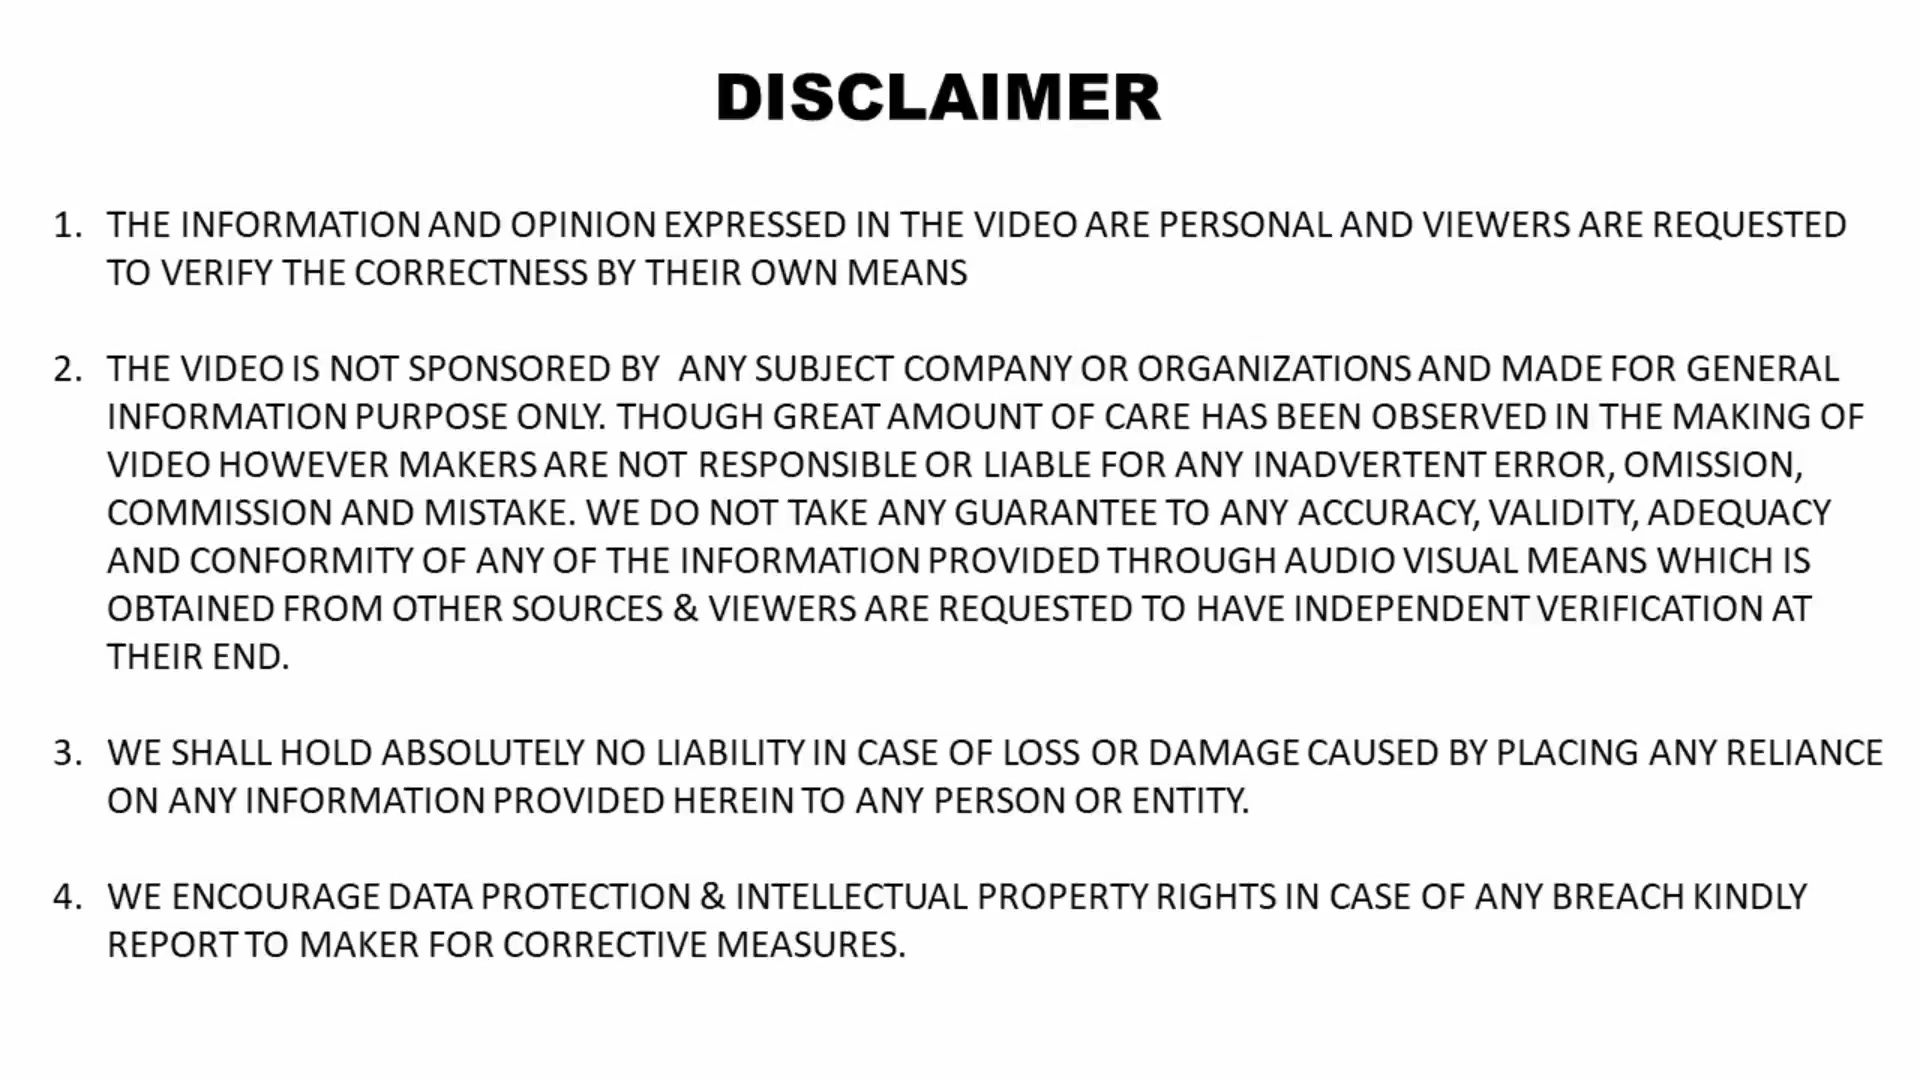 DISCLAIMER
1. THE INFORMATION AND OPINION EXPRESSED IN THE VIDEO ARE PERSONAL AND VIEWERS ARE REQUESTED
TO VERIFY THE CORRECTNESS BY THEIR OWN MEANS
2. THE VIDEO IS NOT SPONSORED BY ANY SUBJECT COMPANY OR ORGANIZATIONS AND MADE FOR GENERAL
INFORMATION PURPOSE ONLY. THOUGH GREAT AMOUNT OF CARE HAS BEEN OBSERVED IN THE MAKING OF
VIDEO HOWEVER MAKERS ARE NOT RESPONSIBLE OR LIABLE FOR ANY INADVERTENT ERROR, OMISSION,
COMMISSION AND MISTAKE. WE DO NOT TAKE ANY GUARANTEE TO ANY ACCURACY, VALIDITY, ADEQUACY
AND CONFORMITY OF ANY OF THE INFORMATION PROVIDED THROUGH AUDIO VISUAL MEANS WHICH IS
OBTAINED FROM OTHER SOURCES & VIEWERS ARE REQUESTED TO HAVE INDEPENDENT VERIFICATION AT
THEIR END.
3. WE SHALL HOLD ABSOLUTELY NO LIABILITY IN CASE OF LOSS OR DAMAGE CAUSED BY PLACING ANY RELIANCE
ON ANY INFORMATION PROVIDED HEREIN TO ANY PERSON OR ENTITY.
4. WE ENCOURAGE DATA PROTECTION & INTELLECTUAL PROPERTY RIGHTS IN CASE OF ANY BREACH KINDLY
REPORT TO MAKER FOR CORRECTIVE MEASURES.